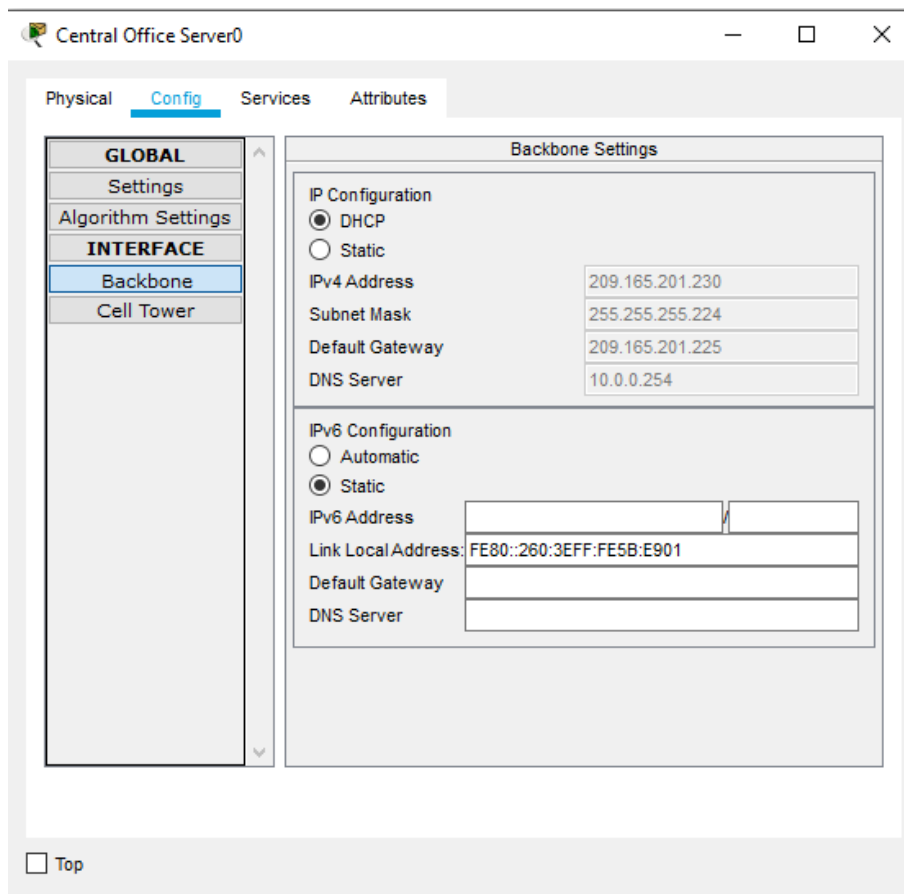 Central Office Server0
Physical Config Services Attributes
GLOBAL
Settings
Algorithm Settings
INTERFACE
Backbone
Cell Tower
Backbone Settings
IP Configuration
DHCP
Static
IPv4 Address 209.165.201.230
Subnet Mask 255.255.255.224
Default Gateway 209.165.201.225
DNS Server 10.0.0.254
IPv6 Configuration
Automatic
Static
IPv6 Address /
Link Local Address: FE80::260:3EFF:FE5B:E901
Default Gateway
DNS Server
Top